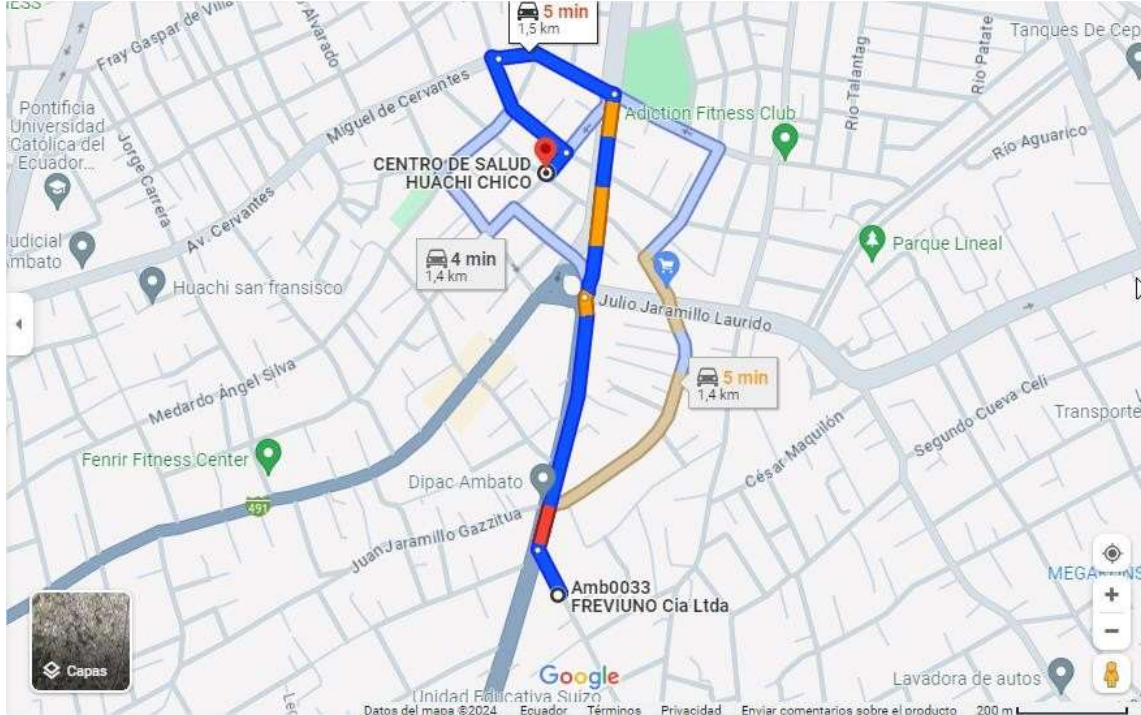 5 min
1,5 km
Tanques De Cep
Fray Gaspar de Villa
Alvarado
Río Patate
Río Talantag
Pontificia
Universidad
Católica del
Ecuador...
Jorge Carrera
Miguel de Cervantes
Adiction Fitness Club
Río Aguarico
CENTRO DE SALUD
HUACHI CHICO
Av. Cervantes
udicial
mbato
4 min
1,4 km
Parque Lineal
Huachi san fransisco
Julio Jaramillo Laurido
Medardo Ángel Silva
5 min
1,4 km
Segundo Cueva Celi
Transporte
César Maquilón
Fenrir Fitness Center
Dipac Ambato
491
Juan Jaramillo Gazzitua
Amb0033
FREVIUNO Cia Ltda
Capas
Google
Lavadora de autos
Unidad Educativa Suizo
Datos del mapa ©2024 Ecuador Términos Privacidad Enviar comentarios sobre el producto 200 m